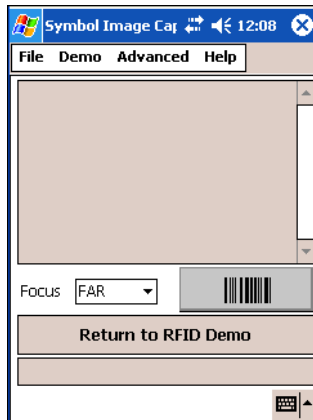 Symbol Image Cap 12:08
File Demo Advanced Help
Focus FAR
Return to RFID Demo